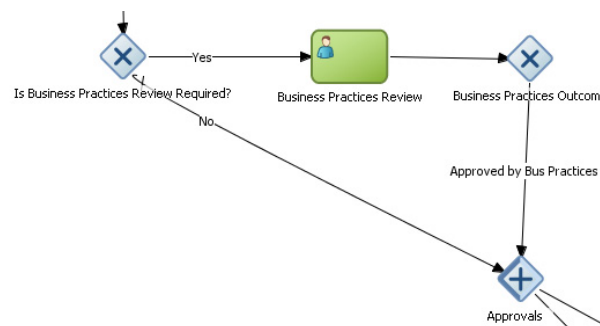 Yes
Is Business Practices Review Required?
Business Practices Review
Business Practices Outcom
No
Approved by Bus Practices
Approvals